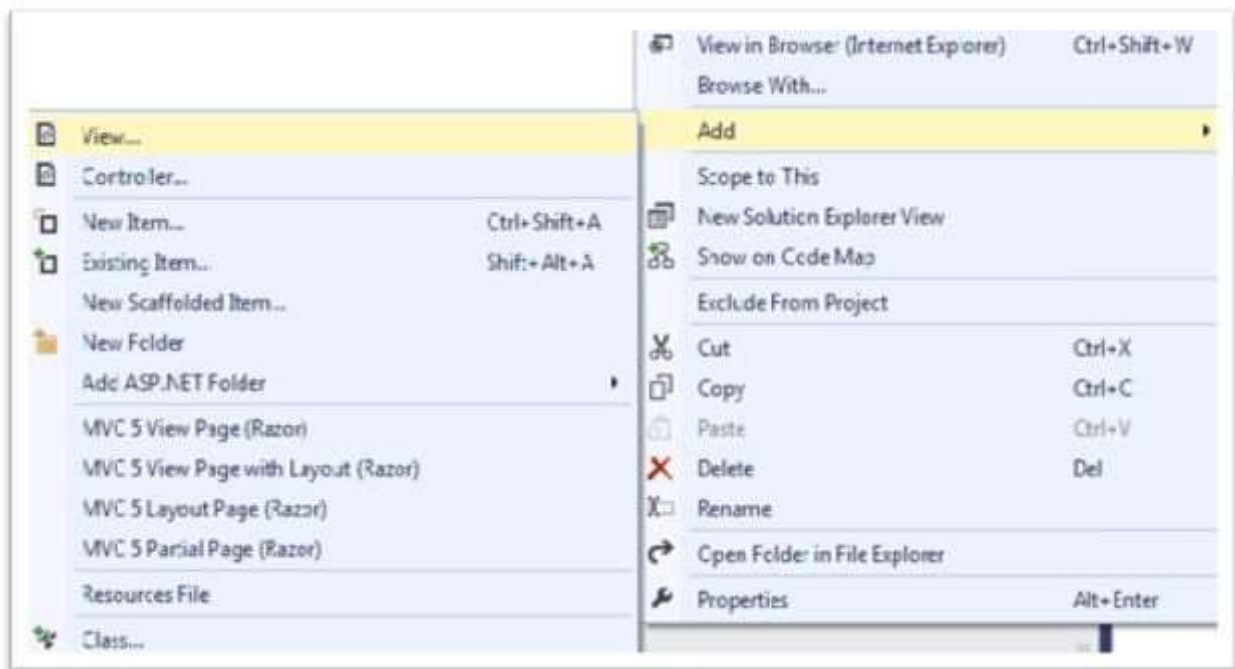 View in Browser (Internet Explorer) Ctrl+Shift+W
Browse With...
Add
Scope to This
New Solution Explorer View
Show on Code Map
Exclude From Project
Cut Ctrl+X
Copy Ctrl+C
Paste Ctrl+V
Delete Del
Rename
Open Folder in File Explorer
Properties Alt+Enter
View...
Controller...
New Item... Ctrl+Shift+A
Existing Item... Shift+Alt+A
New Scaffolded Item...
New Folder
Add ASP.NET Folder
MVC 5 View Page (Razor)
MVC 5 View Page with Layout (Razor)
MVC 5 Layout Page (Razor)
MVC 5 Partial Page (Razor)
Resources File
Class...